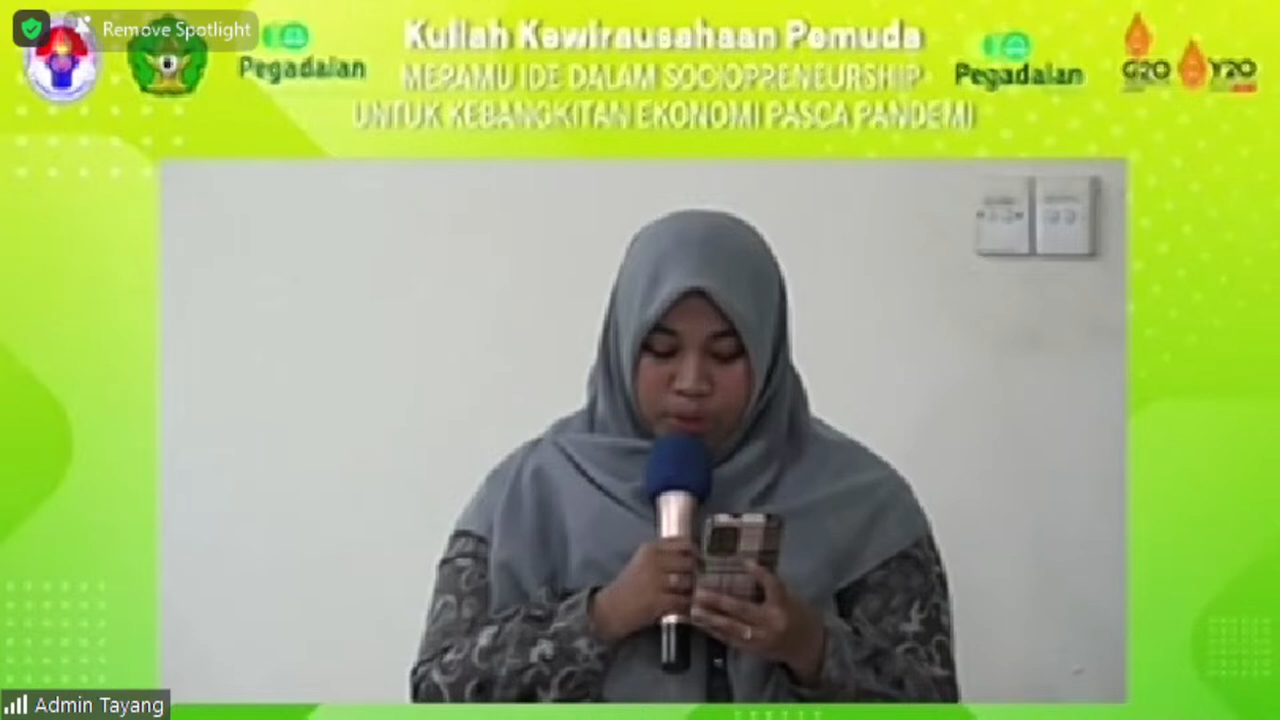 Remove Spotlight
Pegadaian
Kuliah Kewirausahaan Pemuda
MERAMU IDE DALAM SOCIOPRENEURSHIP
UNTUK KEBANGKITAN EKONOMI PASCA PANDEMI
Pegadaian
G20
Y20
Admin Tayang